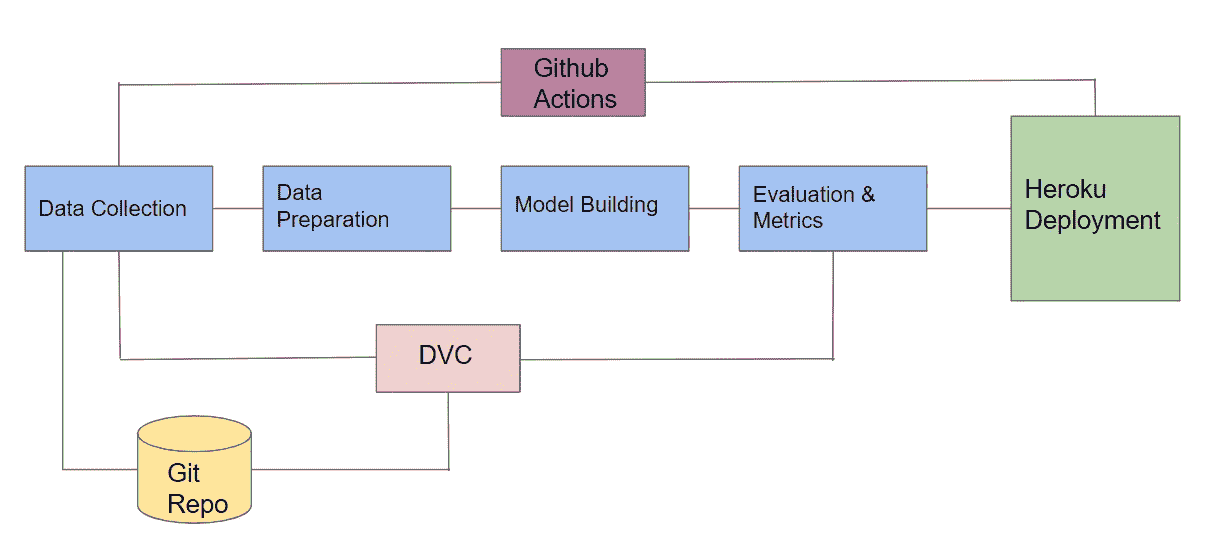 Github
Actions
Data Collection
Data
Preparation
Model Building
Evaluation &
Metrics
Heroku
Deployment
DVC
Git
Repo